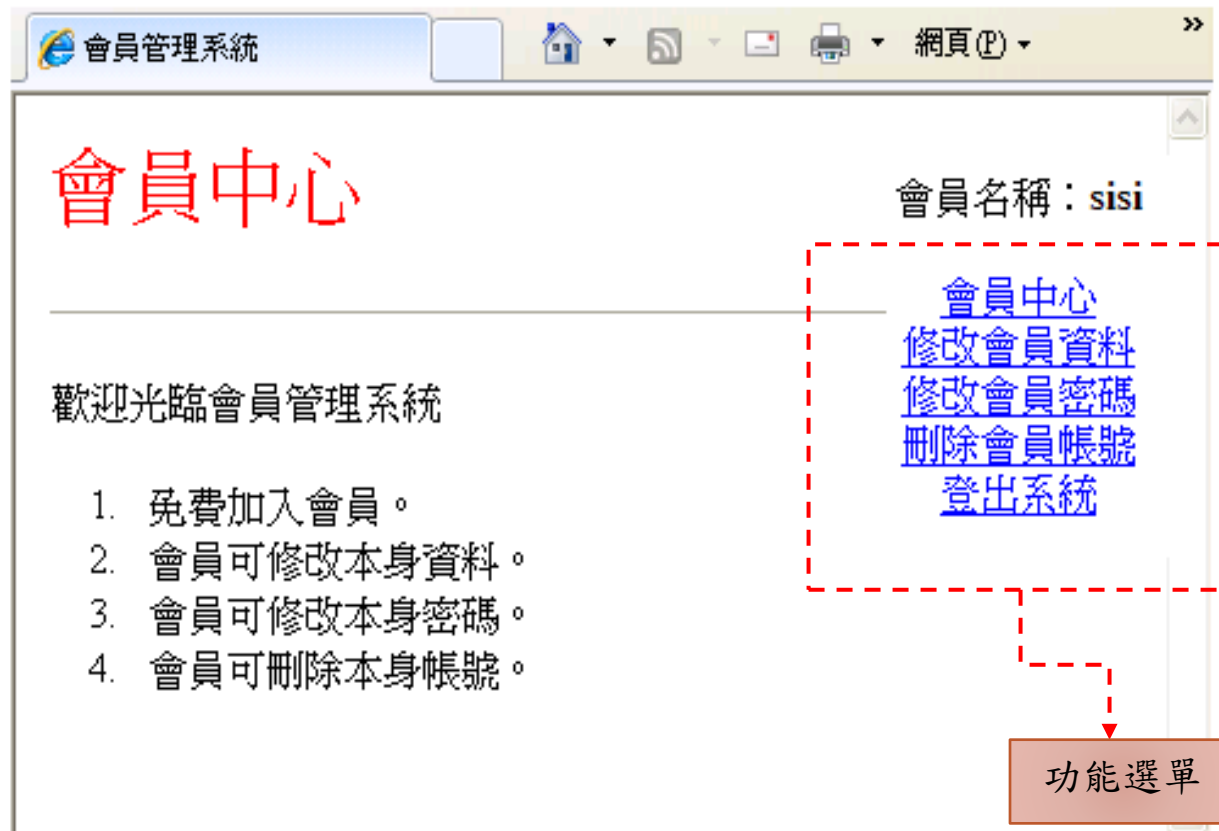 會員管理系統
網頁(P)
»
會員中心
會員名稱：sisi
會員中心
修改會員資料
修改會員密碼
刪除會員帳號
登出系統
歡迎光臨會員管理系統
1. 免費加入會員。
2. 會員可修改本身資料。
3. 會員可修改本身密碼。
4. 會員可刪除本身帳號。
功能選單